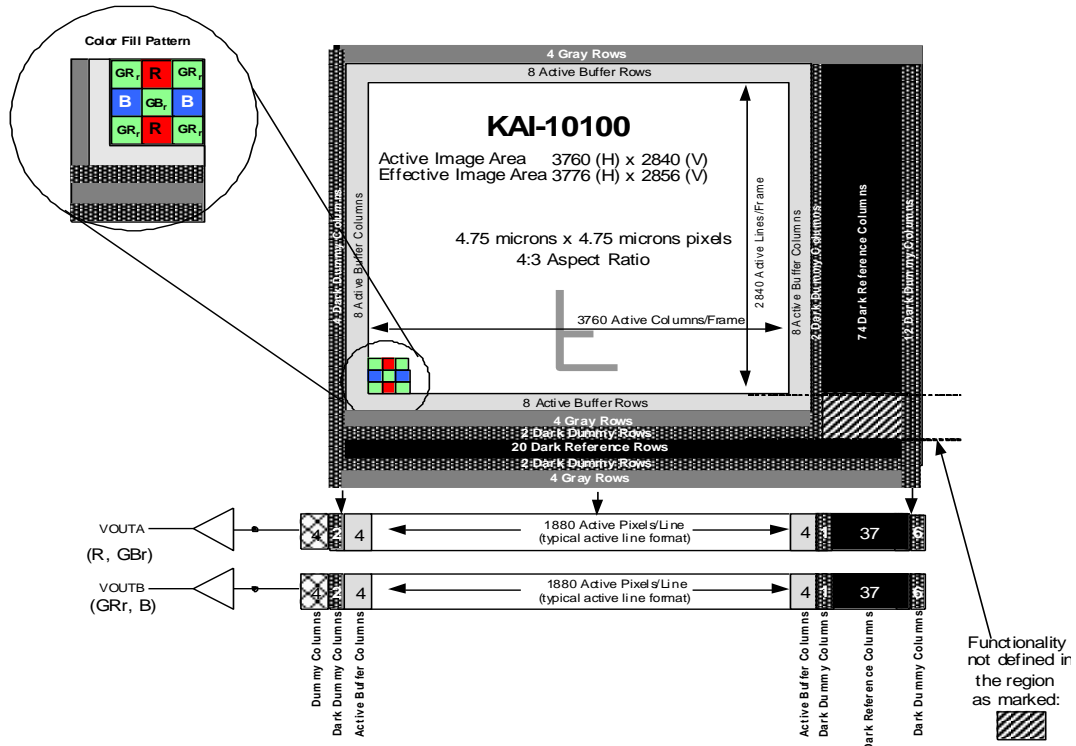 Color Fill Pattern
GRr R GRr
B GBr B
GRr R GRr
4 Gray Rows
8 Active Buffer Rows
KAI-10100
Active Image Area 3760 (H) x 2840 (V)
Effective Image Area 3776 (H) x 2856 (V)
4.75 microns x 4.75 microns pixels
4:3 Aspect Ratio
3760 Active Columns/Frame
2840 Active Lines/Frame
Dark Dummy Columns
8 Active Buffer Columns
8 Active Buffer Columns
2 Dark Dummy Columns
74 Dark Reference Columns
12 Dark Dummy Columns
8 Active Buffer Rows
4 Gray Rows
2 Dark Dummy Rows
20 Dark Reference Rows
2 Dark Dummy Rows
4 Gray Rows
VOUTA
(R, GBr)
4 4
1880 Active Pixels/Line
(typical active line format)
4 1 37 6
VOUTB
(GRr, B)
4 4
1880 Active Pixels/Line
(typical active line format)
4 1 37 6
Dummy Columns
Dark Dummy Columns
Active Buffer Columns
Active Buffer Columns
Dark Dummy Columns
Dark Reference Columns
Dark Dummy Columns
Functionality
not defined in
the region
as marked: